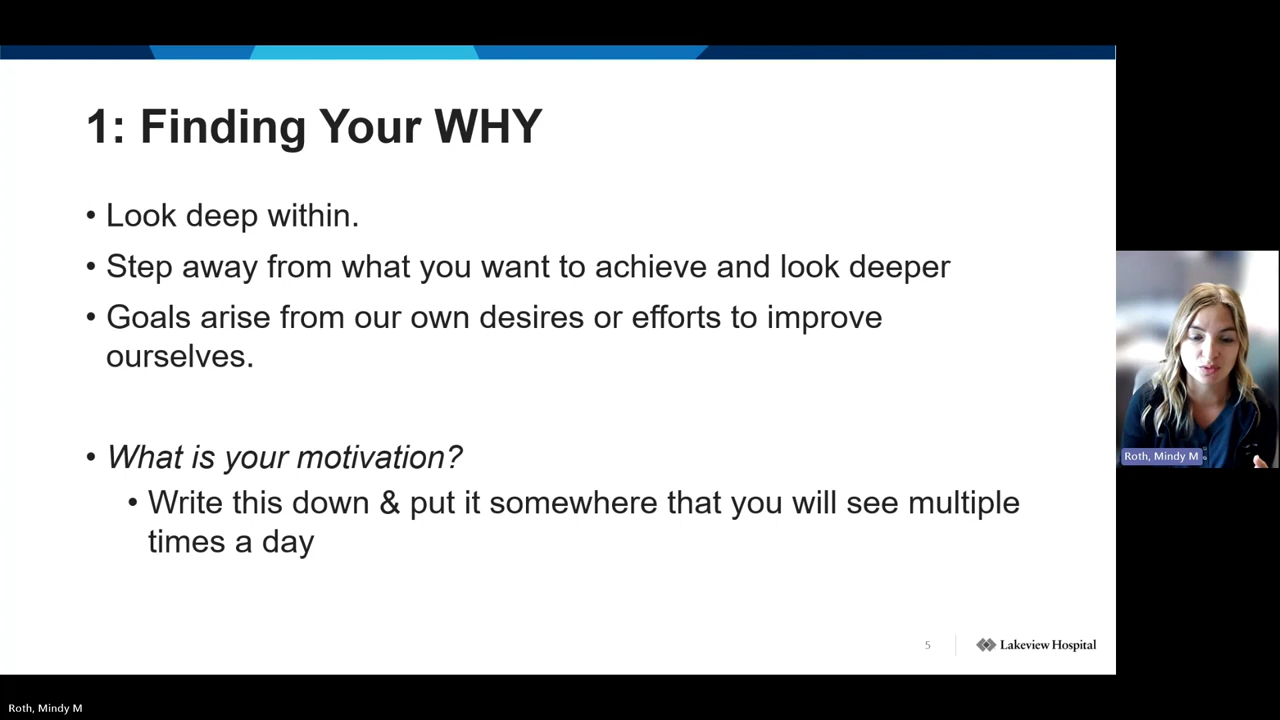 1: Finding Your WHY
• Look deep within.
• Step away from what you want to achieve and look deeper
• Goals arise from our own desires or efforts to improve
ourselves.
• What is your motivation?
• Write this down & put it somewhere that you will see multiple
times a day
Roth, Mindy M
5
Lakeview Hospital
Roth, Mindy M